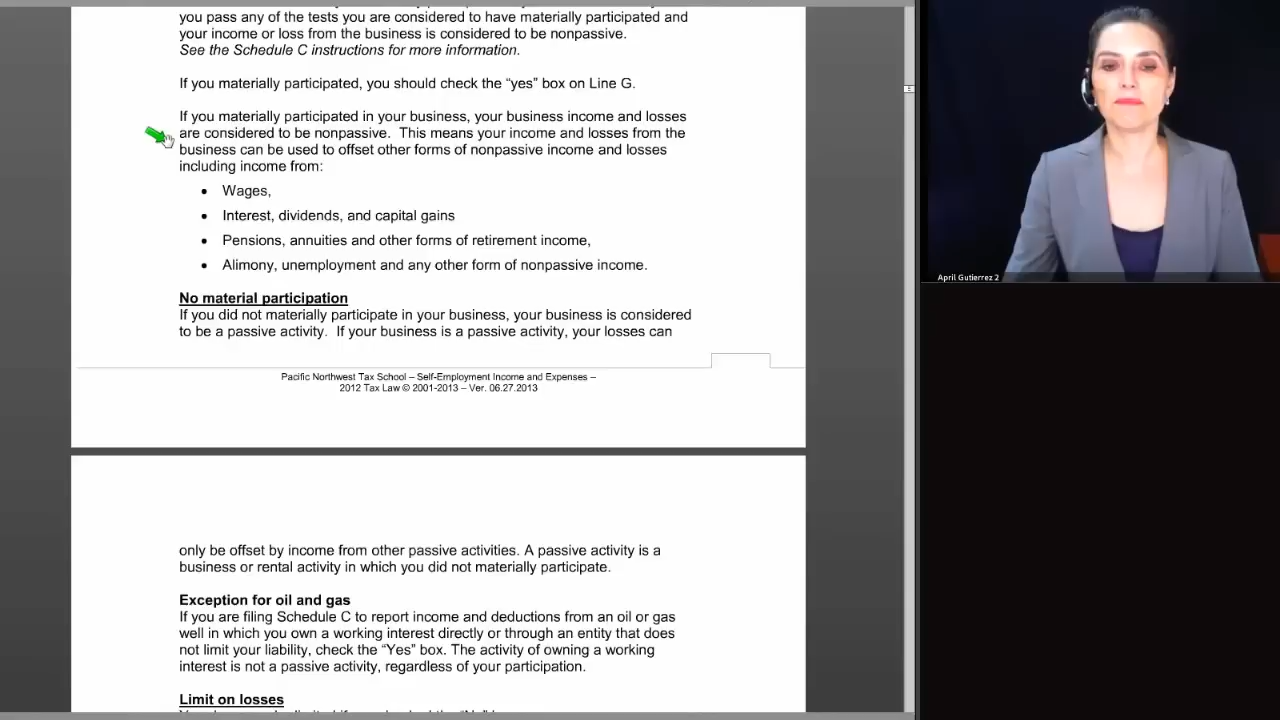 you pass any of the tests you are considered to have materially participated and
your income or loss from the business is considered to be nonpassive.
See the Schedule C instructions for more information.
If you materially participated, you should check the “yes” box on Line G.
If you materially participated in your business, your business income and losses
are considered to be nonpassive.  This means your income and losses from the
business can be used to offset other forms of nonpassive income and losses
including income from:
• Wages,
• Interest, dividends, and capital gains
• Pensions, annuities and other forms of retirement income,
• Alimony, unemployment and any other form of nonpassive income.
No material participation
If you did not materially participate in your business, your business is considered
to be a passive activity.  If your business is a passive activity, your losses can
Pacific Northwest Tax School – Self-Employment Income and Expenses –
2012 Tax Law © 2001-2013 – Ver. 06.27.2013
only be offset by income from other passive activities. A passive activity is a
business or rental activity in which you did not materially participate.
Exception for oil and gas
If you are filing Schedule C to report income and deductions from an oil or gas
well in which you own a working interest directly or through an entity that does
not limit your liability, check the “Yes” box. The activity of owning a working
interest is not a passive activity, regardless of your participation.
Limit on losses
April Gutierrez 2